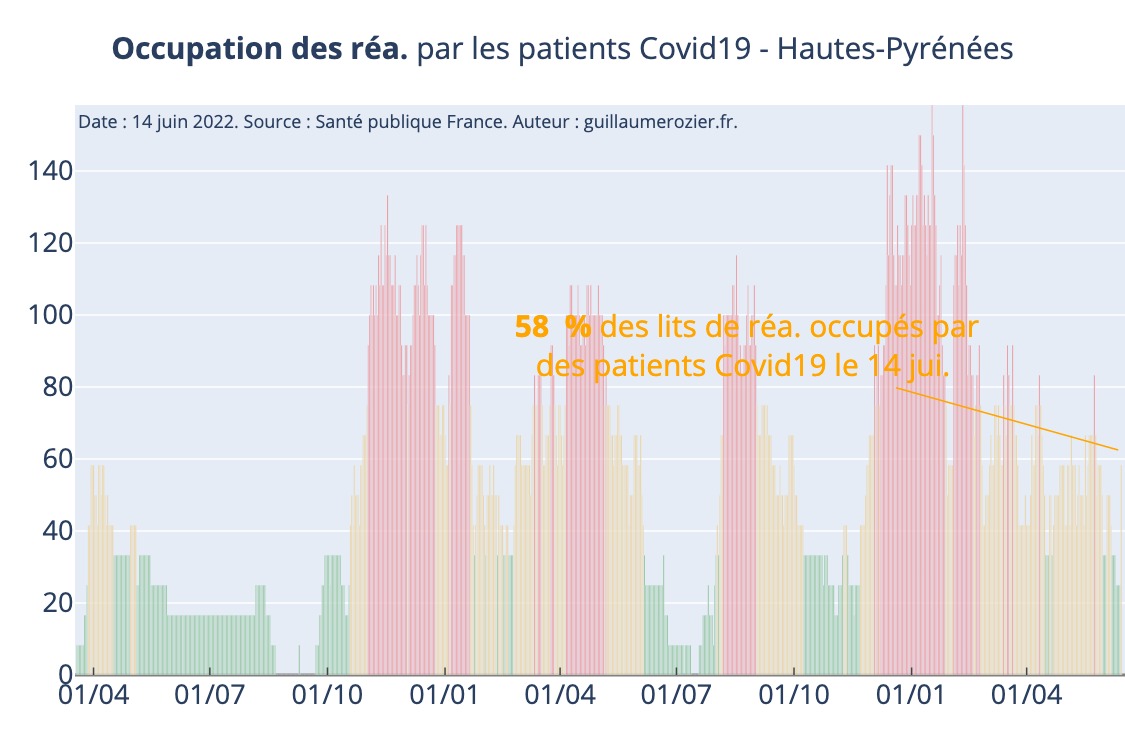 Occupation des réa. par les patients Covid19 - Hautes-Pyrénées
Date : 14 juin 2022. Source : Santé publique France. Auteur : guillaumerozier.fr.
140
120
100
80
60
40
20
0
58 % des lits de réa. occupés par
des patients Covid19 le 14 jui.
01/04 01/07 01/10 01/01 01/04 01/07 01/10 01/01 01/04